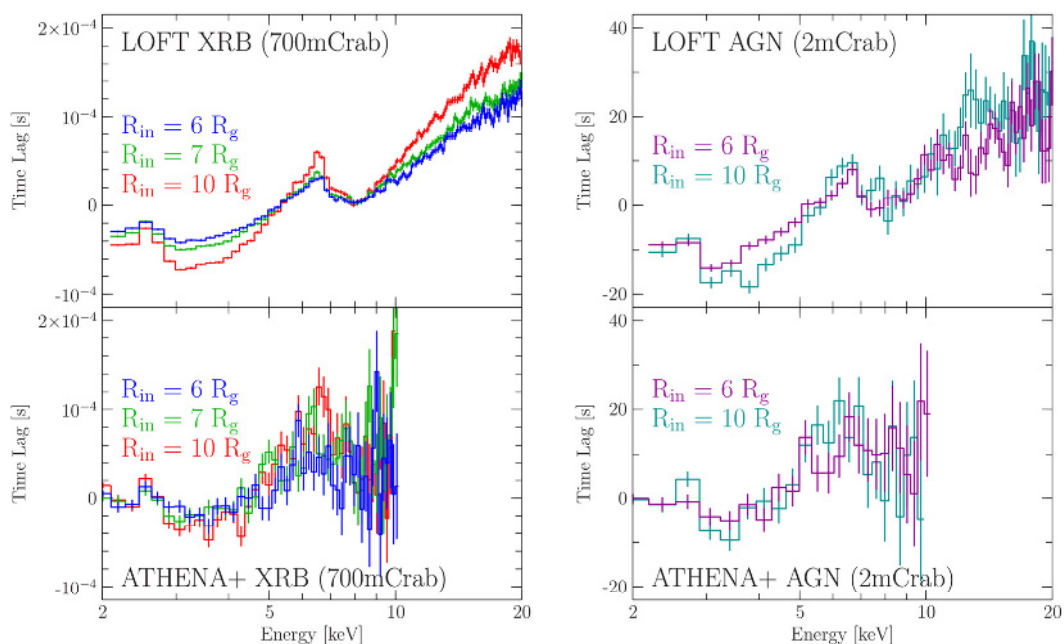 2×10⁻⁴
LOFT XRB (700mCrab)
Time Lag [s]
10⁻⁴
R_in = 6 R_g
R_in = 7 R_g
R_in = 10 R_g
0
-10⁻⁴
40
LOFT AGN (2mCrab)
Time Lag [s]
20
R_in = 6 R_g
R_in = 10 R_g
0
-20
2×10⁻⁴
Time Lag [s]
R_in = 6 R_g
10⁻⁴
R_in = 7 R_g
R_in = 10 R_g
0
-10⁻⁴
ATHENA+ XRB (700mCrab)
2 5 10 20
Energy [keV]
40
Time Lag [s]
R_in = 6 R_g
20
R_in = 10 R_g
0
-20
ATHENA+ AGN (2mCrab)
2 5 10 20
Energy [keV]